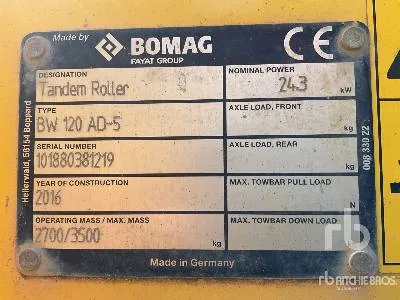 Made by BOMAG CE
FAYAT GROUP
DESIGNATION NOMINAL POWER
Tandem Roller 24.3 kW
TYPE AXLE LOAD, FRONT
BW 120 AD-5 kg
SERIAL NUMBER AXLE LOAD, REAR
101880381219 kg
YEAR OF CONSTRUCTION MAX. TOWBAR PULL LOAD
2016 N
OPERATING MASS / MAX. MASS MAX. TOWBAR DOWN LOAD
2700/3500 kg kg
Made in Germany
Hellerwald, 56154 Boppard
008 330 22
rb
RITCHIE BROS.